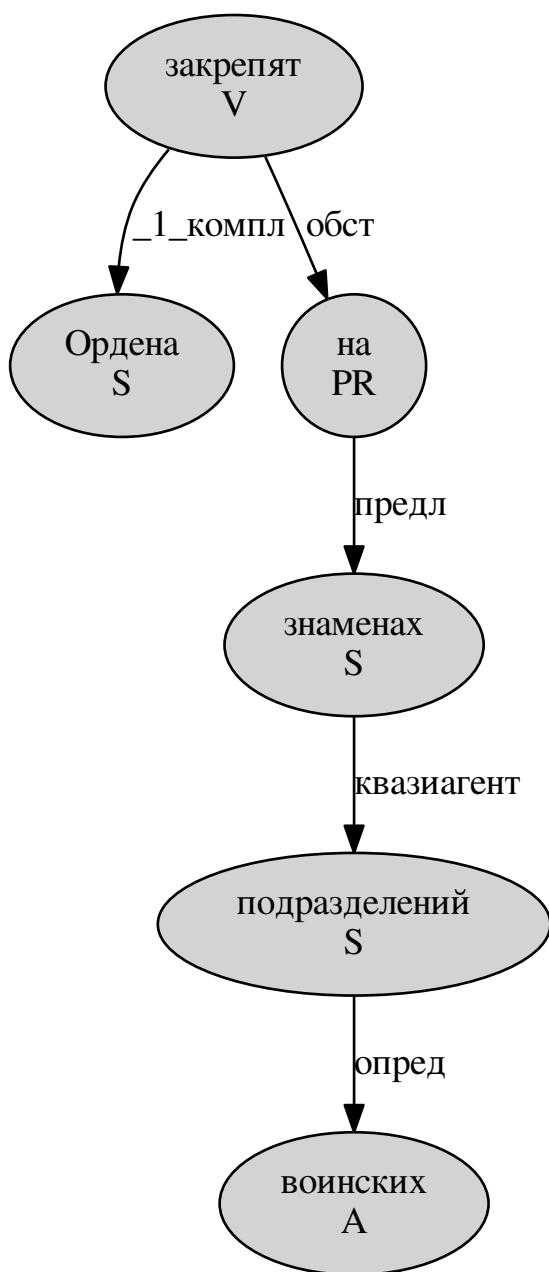 закрепят
V
_1_компл
обст
Ордена
S
на
PR
предл
знаменах
S
квазиагент
подразделений
S
опред
воинских
A